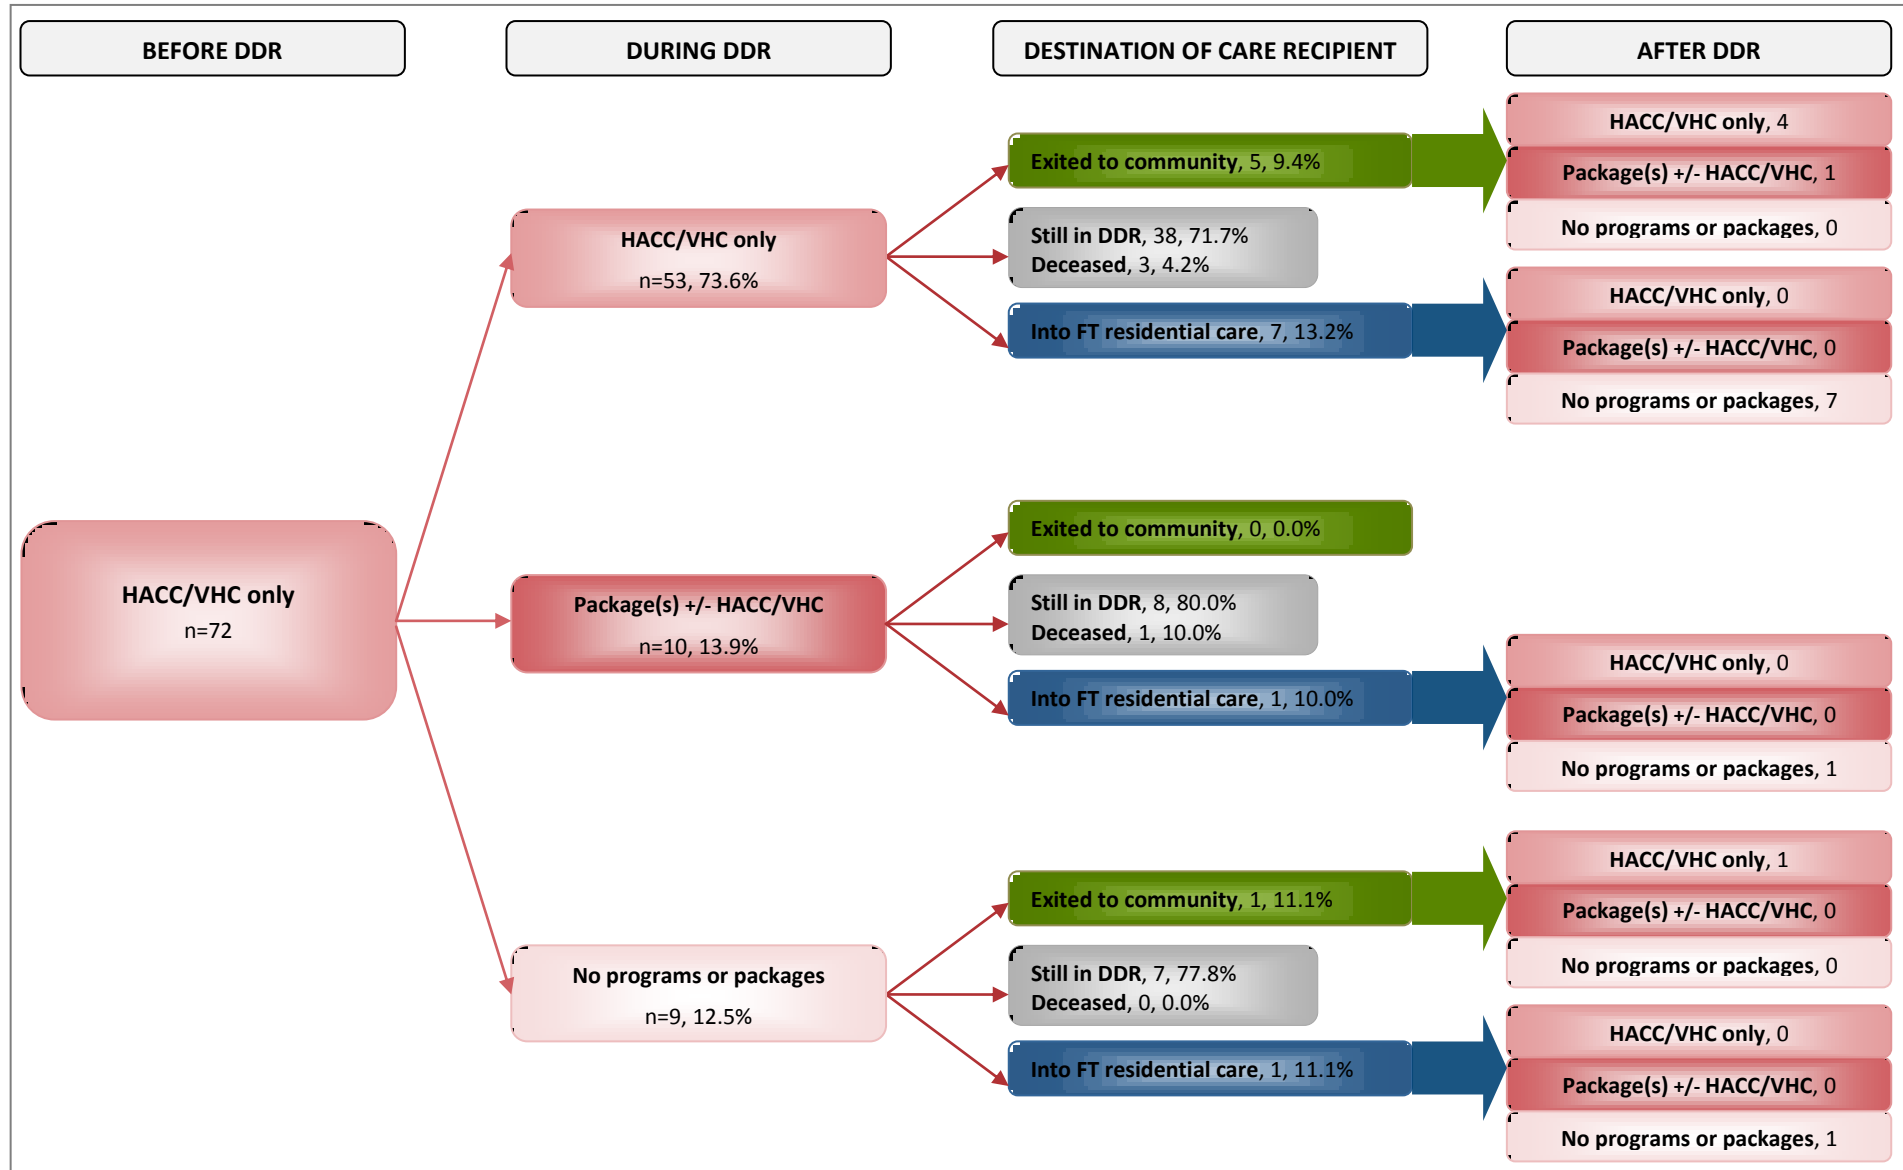 BEFORE DDR
DURING DDR
DESTINATION OF CARE RECIPIENT
AFTER DDR
HACC/VHC only
n=72
HACC/VHC only
n=53, 73.6%
Exited to community, 5, 9.4%
Still in DDR, 38, 71.7%
Deceased, 3, 4.2%
Into FT residential care, 7, 13.2%
HACC/VHC only, 4
Package(s) +/- HACC/VHC, 1
No programs or packages, 0
HACC/VHC only, 0
Package(s) +/- HACC/VHC, 0
No programs or packages, 7
Package(s) +/- HACC/VHC
n=10, 13.9%
Exited to community, 0, 0.0%
Still in DDR, 8, 80.0%
Deceased, 1, 10.0%
Into FT residential care, 1, 10.0%
HACC/VHC only, 0
Package(s) +/- HACC/VHC, 0
No programs or packages, 1
No programs or packages
n=9, 12.5%
Exited to community, 1, 11.1%
Still in DDR, 7, 77.8%
Deceased, 0, 0.0%
Into FT residential care, 1, 11.1%
HACC/VHC only, 1
Package(s) +/- HACC/VHC, 0
No programs or packages, 0
HACC/VHC only, 0
Package(s) +/- HACC/VHC, 0
No programs or packages, 1